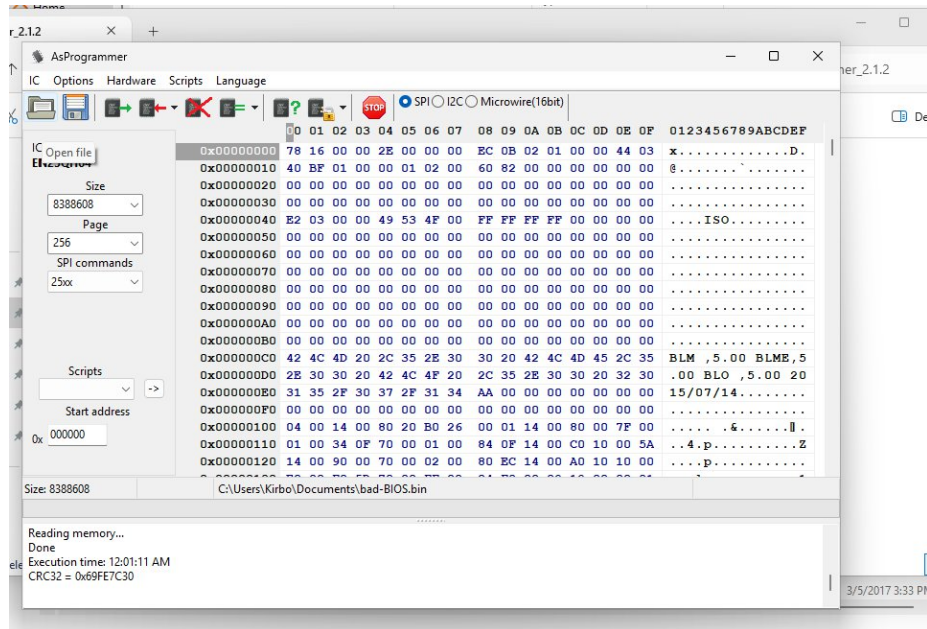 Home
r_2.1.2
AsProgrammer
IC Options Hardware Scripts Language
ner_2.1.2
STOP
SPI I2C Microwire(16bit)
De
00 01 02 03 04 05 06 07 08 09 0A 0B 0C 0D 0E 0F 0123456789ABCDEF
IC
Open file
EN25QH64
Size
8388608
Page
256
SPI commands
25xx
Scripts
->
Start address
0x 000000
0x00000000 78 16 00 00 2E 00 00 00 EC 0B 02 01 00 00 44 03 x.............D.
0x00000010 40 BF 01 00 00 01 02 00 60 82 00 00 00 00 00 00 @.......`.......
0x00000020 00 00 00 00 00 00 00 00 00 00 00 00 00 00 00 00 ................
0x00000030 00 00 00 00 00 00 00 00 00 00 00 00 00 00 00 00 ................
0x00000040 E2 03 00 00 49 53 4F 00 FF FF FF FF 00 00 00 00 ....ISO.........
0x00000050 00 00 00 00 00 00 00 00 00 00 00 00 00 00 00 00 ................
0x00000060 00 00 00 00 00 00 00 00 00 00 00 00 00 00 00 00 ................
0x00000070 00 00 00 00 00 00 00 00 00 00 00 00 00 00 00 00 ................
0x00000080 00 00 00 00 00 00 00 00 00 00 00 00 00 00 00 00 ................
0x00000090 00 00 00 00 00 00 00 00 00 00 00 00 00 00 00 00 ................
0x000000A0 00 00 00 00 00 00 00 00 00 00 00 00 00 00 00 00 ................
0x000000B0 00 00 00 00 00 00 00 00 00 00 00 00 00 00 00 00 ................
0x000000C0 42 4C 4D 20 2C 35 2E 30 30 20 42 4C 4D 45 2C 35 BLM ,5.00 BLME,5
0x000000D0 2E 30 30 20 42 4C 4F 20 2C 35 2E 30 30 20 32 30 .00 BLO ,5.00 20
0x000000E0 31 35 2F 30 37 2F 31 34 AA 00 00 00 00 00 00 00 15/07/14........
0x000000F0 00 00 00 00 00 00 00 00 00 00 00 00 00 00 00 00 ................
0x00000100 04 00 14 00 80 20 B0 26 00 01 14 00 80 00 7F 00 ..... .&........
0x00000110 01 00 34 0F 70 00 01 00 84 0F 14 00 C0 10 00 5A ..4.p..........Z
0x00000120 14 00 90 00 70 00 02 00 80 EC 14 00 A0 10 10 00 ....p...........
Size: 8388608 C:\Users\Kirbo\Documents\bad-BIOS.bin
Reading memory...
Done
Execution time: 12:01:11 AM
CRC32 = 0x69FE7C30
3/5/2017 3:33 PM